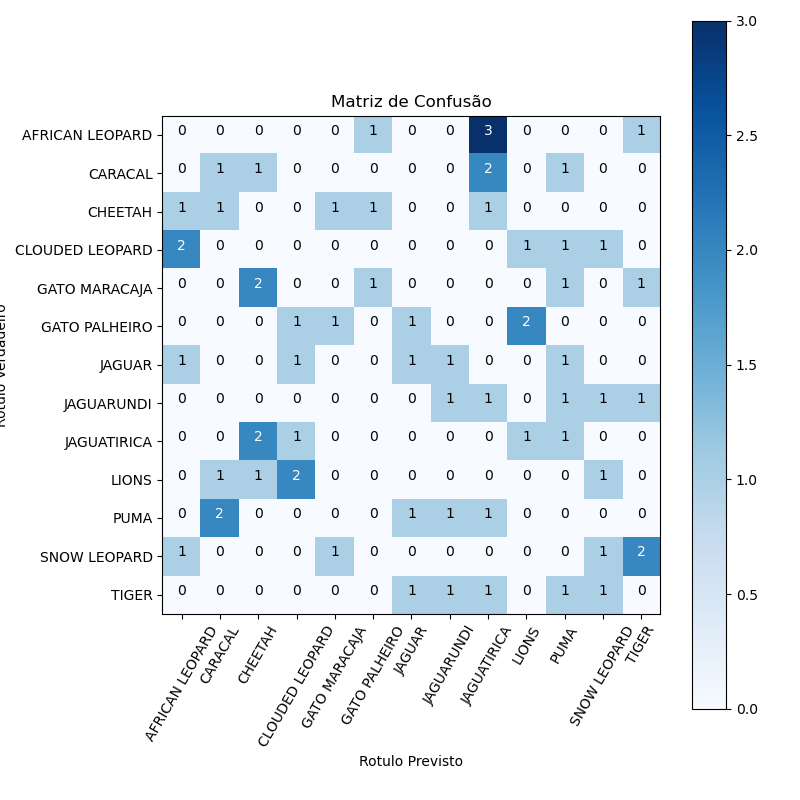 Matriz de Confusão
AFRICAN LEOPARD 0 0 0 0 0 1 0 0 3 0 0 0 1
CARACAL 0 1 1 0 0 0 0 0 2 0 1 0 0
CHEETAH 1 1 0 0 1 1 0 0 1 0 0 0 0
CLOUDED LEOPARD 2 0 0 0 0 0 0 0 0 1 1 1 0
GATO MARACAJA 0 0 2 0 0 1 0 0 0 0 1 0 1
GATO PALHEIRO 0 0 0 1 1 0 1 0 0 2 0 0 0
JAGUAR 1 0 0 1 0 0 1 1 0 0 1 0 0
JAGUARUNDI 0 0 0 0 0 0 0 1 1 0 1 1 1
JAGUATIRICA 0 0 2 1 0 0 0 0 0 1 1 0 0
LIONS 0 1 1 2 0 0 0 0 0 0 0 1 0
PUMA 0 2 0 0 0 0 1 1 1 0 0 0 0
SNOW LEOPARD 1 0 0 0 1 0 0 0 0 0 0 1 2
TIGER 0 0 0 0 0 0 1 1 1 0 1 1 0
AFRICAN LEOPARD
CARACAL
CHEETAH
CLOUDED LEOPARD
GATO MARACAJA
GATO PALHEIRO
JAGUAR
JAGUARUNDI
JAGUATIRICA
LIONS
PUMA
SNOW LEOPARD
TIGER
Rotulo Previsto
3.0
2.5
2.0
1.5
1.0
0.5
0.0